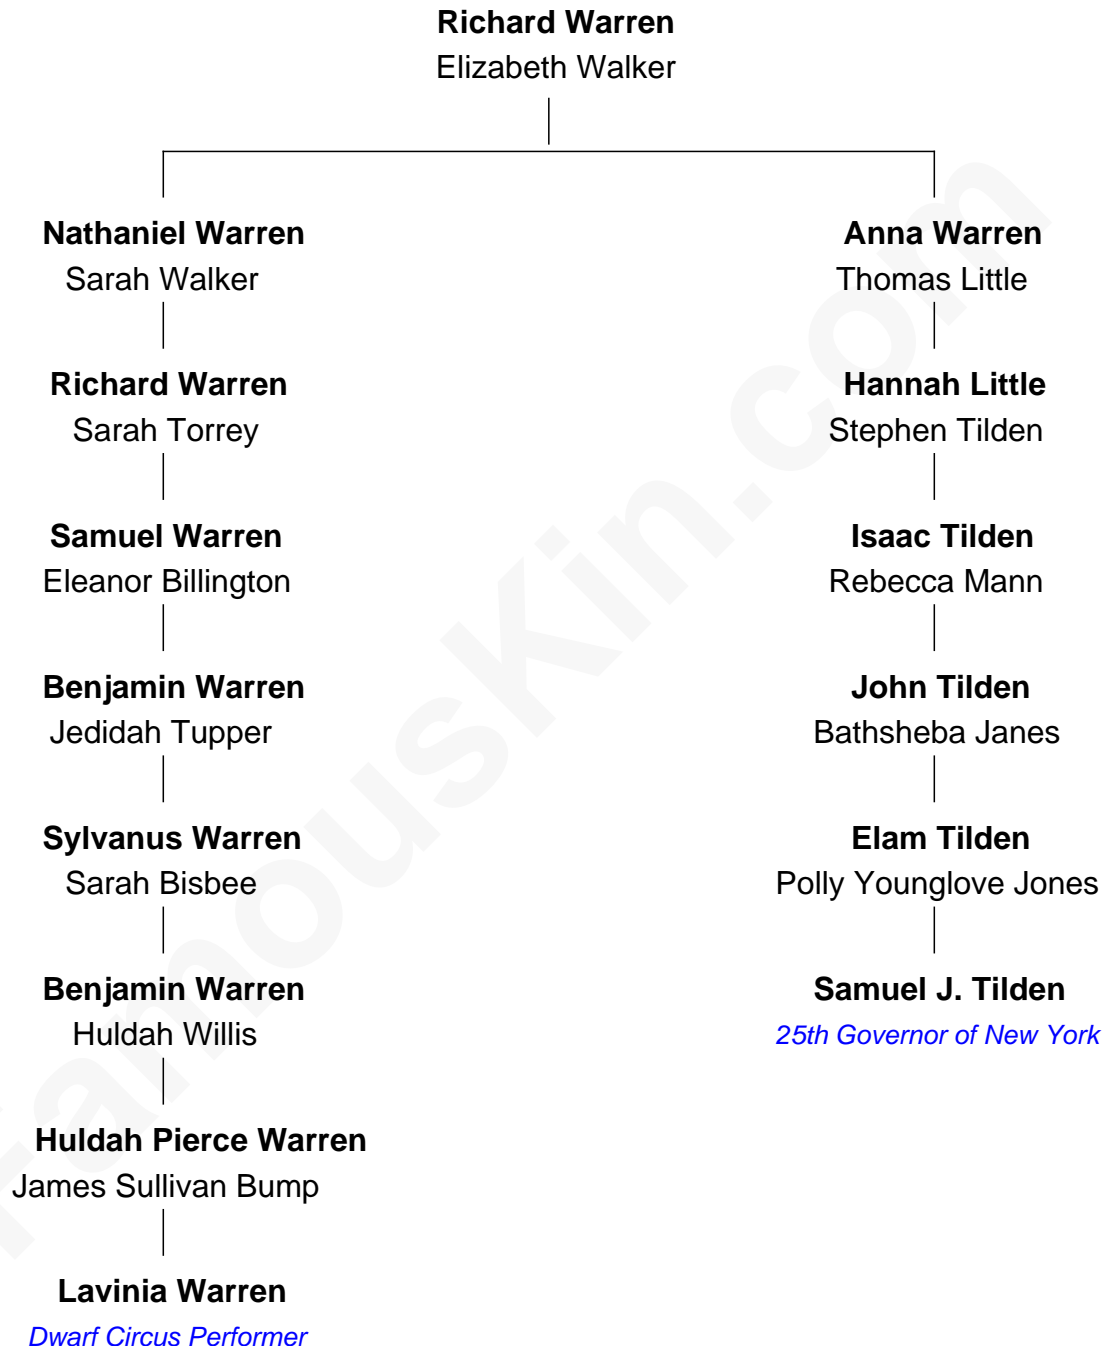 Richard Warren
Elizabeth Walker
Nathaniel Warren
Sarah Walker
Anna Warren
Thomas Little
Richard Warren
Sarah Torrey
Hannah Little
Stephen Tilden
Samuel Warren
Eleanor Billington
Isaac Tilden
Rebecca Mann
Benjamin Warren
Jedidah Tupper
John Tilden
Bathsheba Janes
Sylvanus Warren
Sarah Bisbee
Elam Tilden
Polly Younglove Jones
Benjamin Warren
Huldah Willis
Samuel J. Tilden
25th Governor of New York
Huldah Pierce Warren
James Sullivan Bump
Lavinia Warren
Dwarf Circus Performer
FamousKin.com